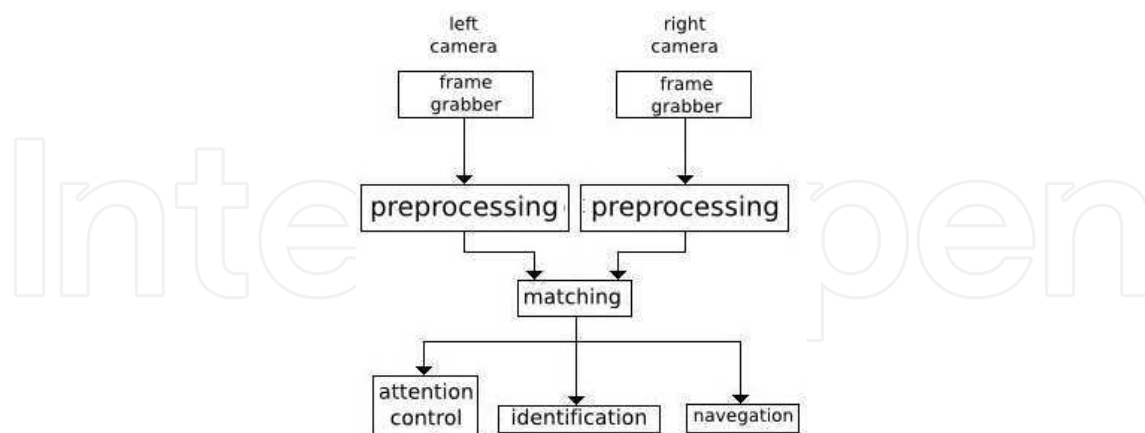 left
camera
right
camera
frame
grabber
frame
grabber
preprocessing
preprocessing
matching
attention
control
identification
navegation